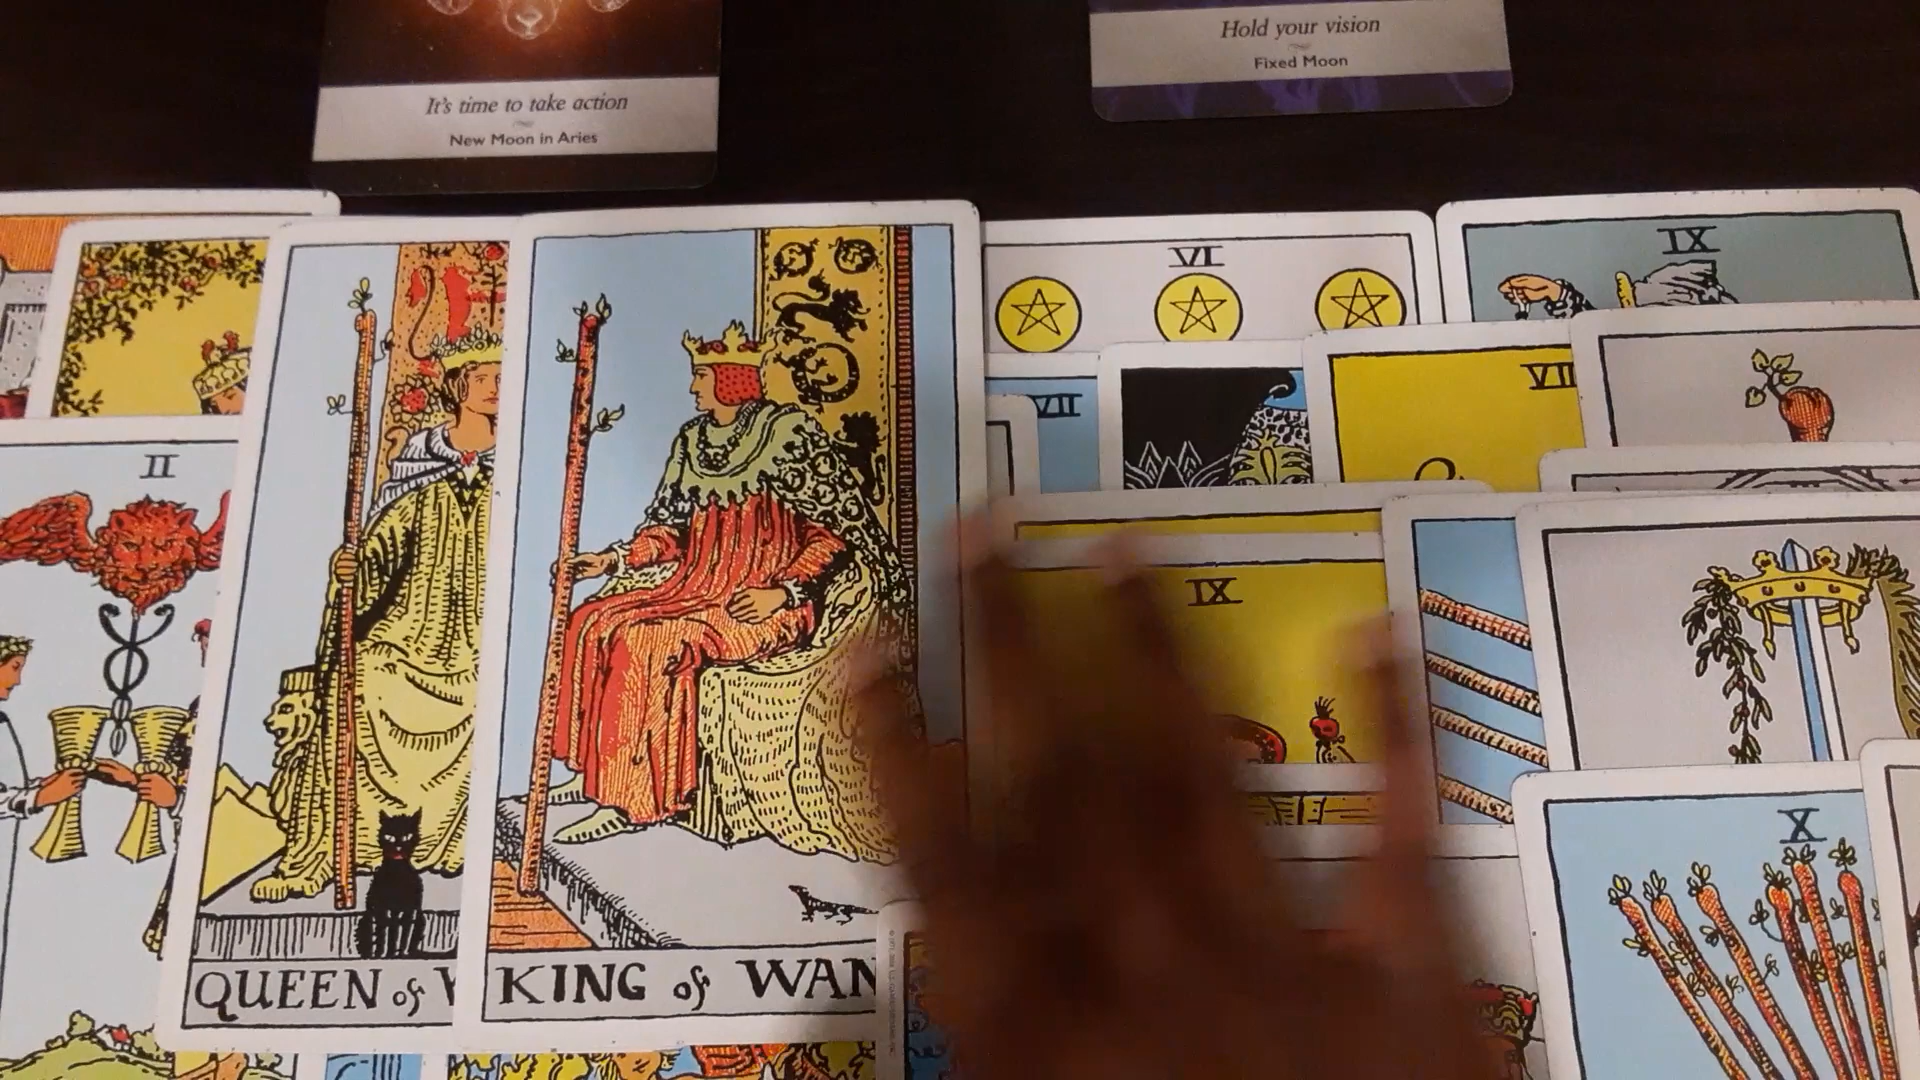 It's time to take action
New Moon in Aries
Hold your vision
Fixed Moon
VI
IX
VII
VII
II
IX
X
QUEEN of
KING of WAN